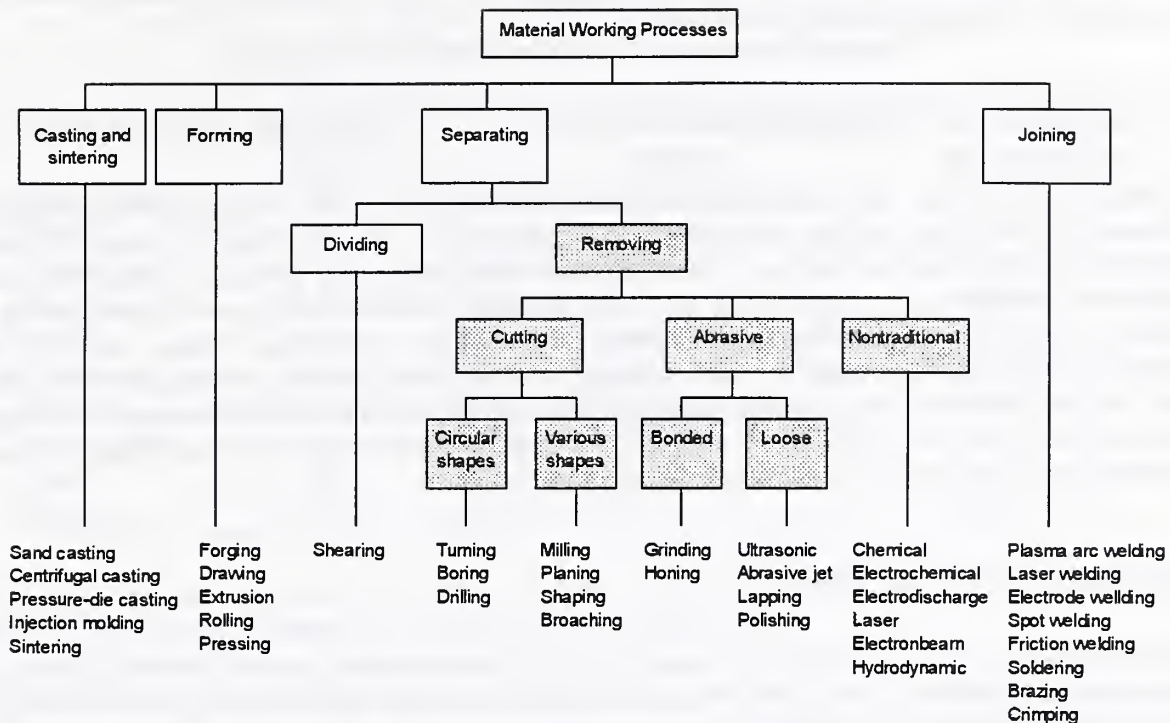 Material Working Processes
Casting and
sintering
Forming
Separating
Joining
Dividing
Removing
Cutting
Abrasive
Nontraditional
Circular
shapes
Various
shapes
Bonded
Loose
Sand casting
Centrifugal casting
Pressure-die casting
Injection molding
Sintering
Forging
Drawing
Extrusion
Rolling
Pressing
Shearing
Turning
Boring
Drilling
Milling
Planing
Shaping
Broaching
Grinding
Honing
Ultrasonic
Abrasive jet
Lapping
Polishing
Chemical
Electrochemical
Electrodischarge
Laser
Electronbeam
Hydrodynamic
Plasma arc welding
Laser welding
Electrode wellding
Spot welding
Friction welding
Soldering
Brazing
Crimping